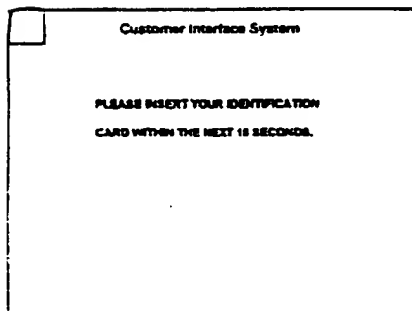 Customer Interface System
PLEASE INSERT YOUR IDENTIFICATION
CARD WITHIN THE NEXT 15 SECONDS.